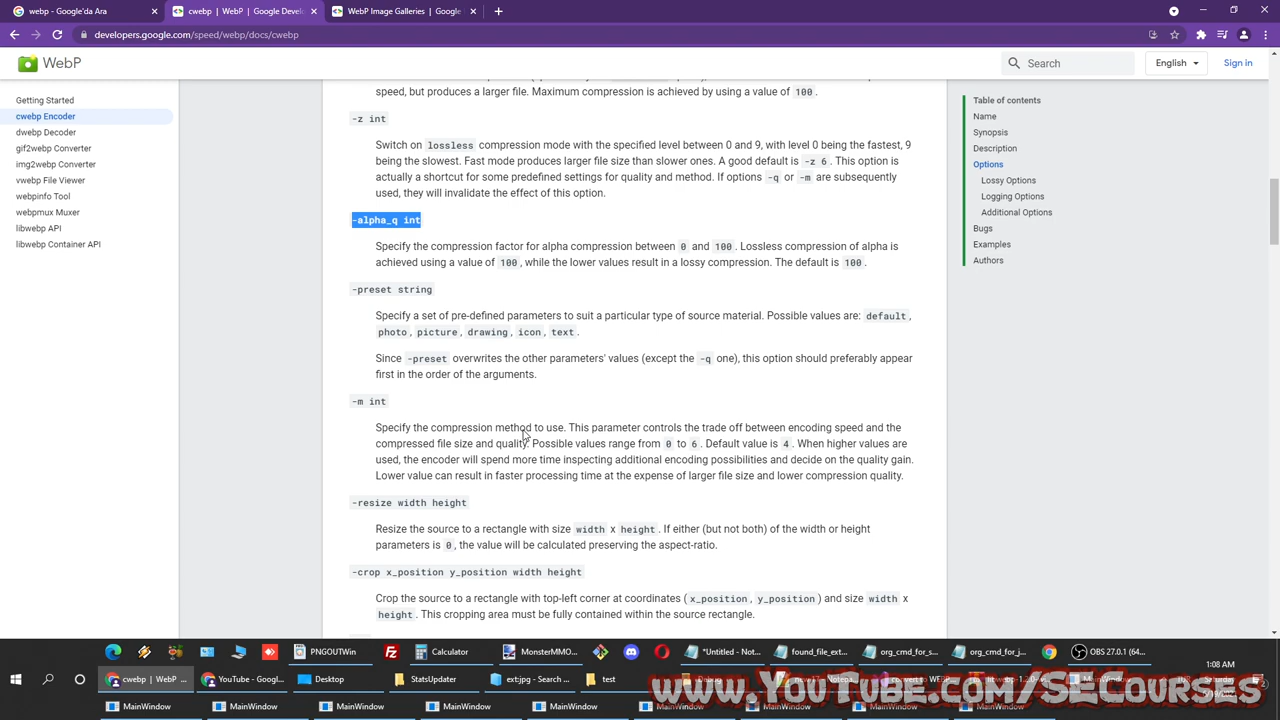 cwebp - Google Arama
cwebp | WebP | Google Develo
WebP Image Galleries | Google
developers.google.com/speed/webp/docs/cwebp
WebP
Search
English
Sign in
Getting Started
cwebp Encoder
dwebp Decoder
gif2webp Converter
img2webp Converter
vwebp File Viewer
webpinfo Tool
webpmux Muxer
libwebp API
libwebp Container API
speed, but produces a larger file. Maximum compression is achieved by using a value of 100.
-z int
Switch on lossless compression mode with the specified level between 0 and 9, with level 0 being the fastest, 9
being the slowest. Fast mode produces larger file size than slower ones. A good default is -z 6. This option is
actually a shortcut for some predefined settings for quality and method. If options -q or -m are subsequently
used, they will invalidate the effect of this option.
-alpha_q int
Specify the compression factor for alpha compression between 0 and 100. Lossless compression of alpha is
achieved using a value of 100, while the lower values result in a lossy compression. The default is 100.
-preset string
Specify a set of pre-defined parameters to suit a particular type of source material. Possible values are: default,
photo, picture, drawing, icon, text.
Since -preset overwrites the other parameters' values (except the -q one), this option should preferably appear
first in the order of the arguments.
-m int
Specify the compression method to use. This parameter controls the trade off between encoding speed and the
compressed file size and quality. Possible values range from 0 to 6. Default value is 4. When higher values are
used, the encoder will spend more time inspecting additional encoding possibilities and decide on the quality gain.
Lower value can result in faster processing time at the expense of larger file size and lower compression quality.
-resize width height
Resize the source to a rectangle with size width x height. If either (but not both) of the width or height
parameters is 0, the value will be calculated preserving the aspect-ratio.
-crop x_position y_position width height
Crop the source to a rectangle with top-left corner at coordinates (x_position, y_position) and size width x
height. This cropping area must be fully contained within the source rectangle.
Table of contents
Name
Synopsis
Description
Options
Lossy Options
Logging Options
Additional Options
Bugs
Examples
Authors
PNGOUTWin
Calculator
MonsterMMO...
*Untitled - Not...
found_file_ext...
org_cmd_for_s...
org_cmd_for_j...
OBS 27.0.1 (64...
1:08 AM
cwebp | WebP ...
YouTube - Googl...
Desktop
StatsUpdater
ext:jpg - Searc...
test
Saturday
www.YouTube.com/SECourses
MainWindow
MainWindow
MainWindow
MainWindow
MainWindow
MainWindow
MainWindow
MainWindow
MainWindow
MainWindow